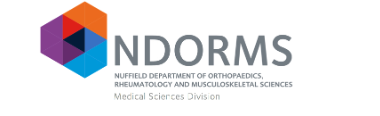 NDORMS
NUFFIELD DEPARTMENT OF ORTHOPAEDICS,
RHEUMATOLOGY AND MUSCULOSKELETAL SCIENCES
Medical Sciences Division